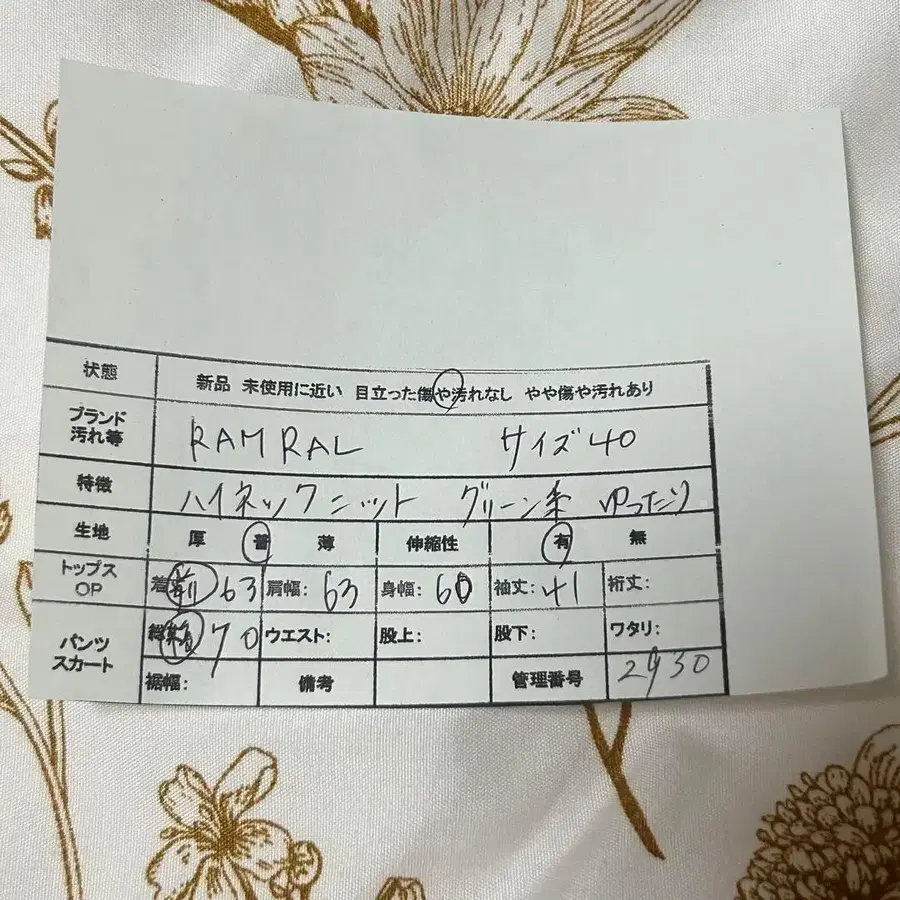 状態 新品 未使用に近い 目立った傷や汚れなし やや傷や汚れあり
ブランド 汚れ等 RAM RAL サイズ 40
特徴 ハイネックニット グリーン系 ゆったり
生地 厚 普 薄 伸縮性 有 無
トップス OP 着 前 63 肩幅: 63 身幅: 60 袖丈: 41 裄丈:
パンツ スカート 総 70 ウエスト: 股上: 股下: ワタリ:
裾幅: 備考 管理番号 2930